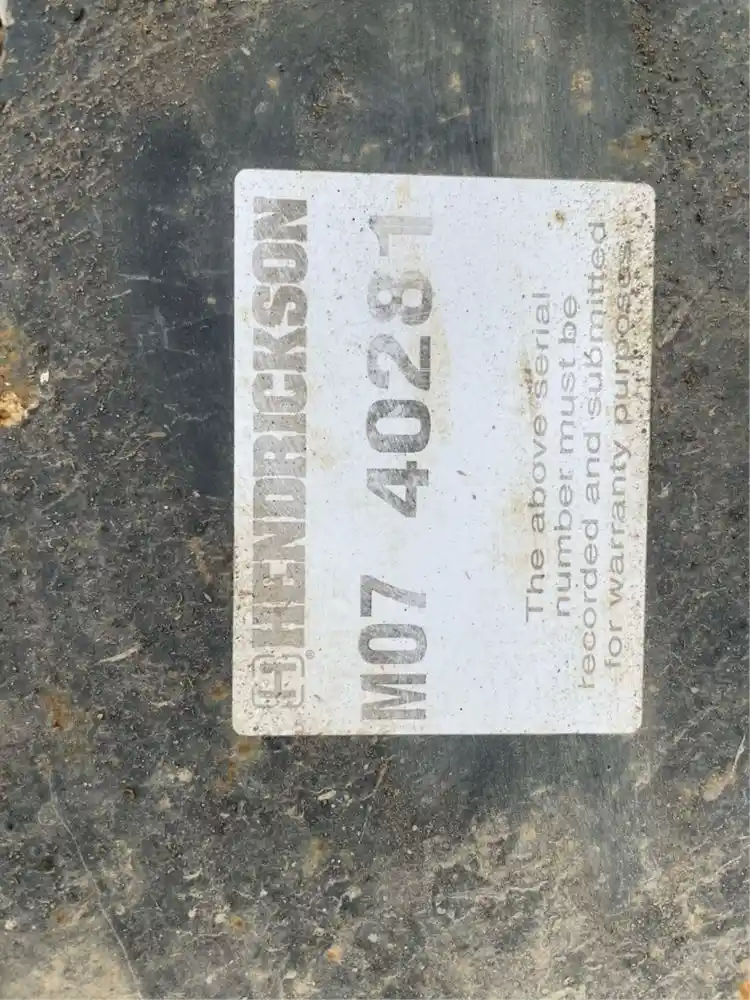 H® HENDRICKSON
M07 40281
The above serial
number must be
recorded and submitted
for warranty purposes